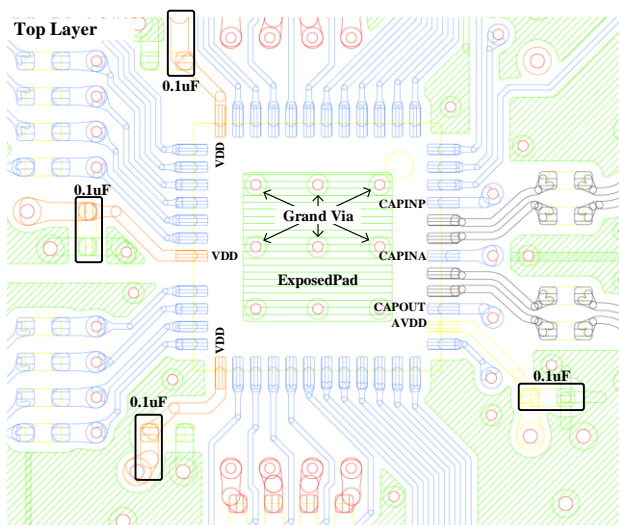 Top Layer
0.1uF
VDD
0.1uF
CAPINP
Grand Via
VDD
CAPINA
ExposedPad
CAPOUT
AVDD
VDD
0.1uF
0.1uF